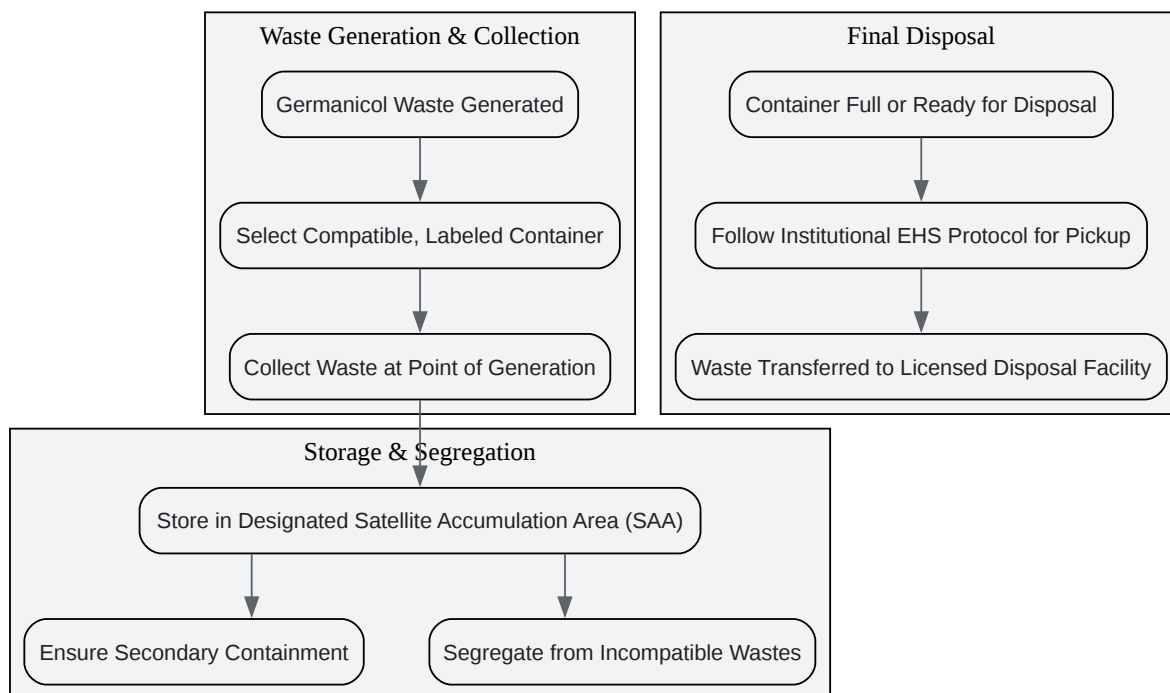 Waste Generation & Collection
Germanicol Waste Generated
Select Compatible, Labeled Container
Collect Waste at Point of Generation
Final Disposal
Container Full or Ready for Disposal
Follow Institutional EHS Protocol for Pickup
Waste Transferred to Licensed Disposal Facility
Storage & Segregation
Store in Designated Satellite Accumulation Area (SAA)
Ensure Secondary Containment
Segregate from Incompatible Wastes